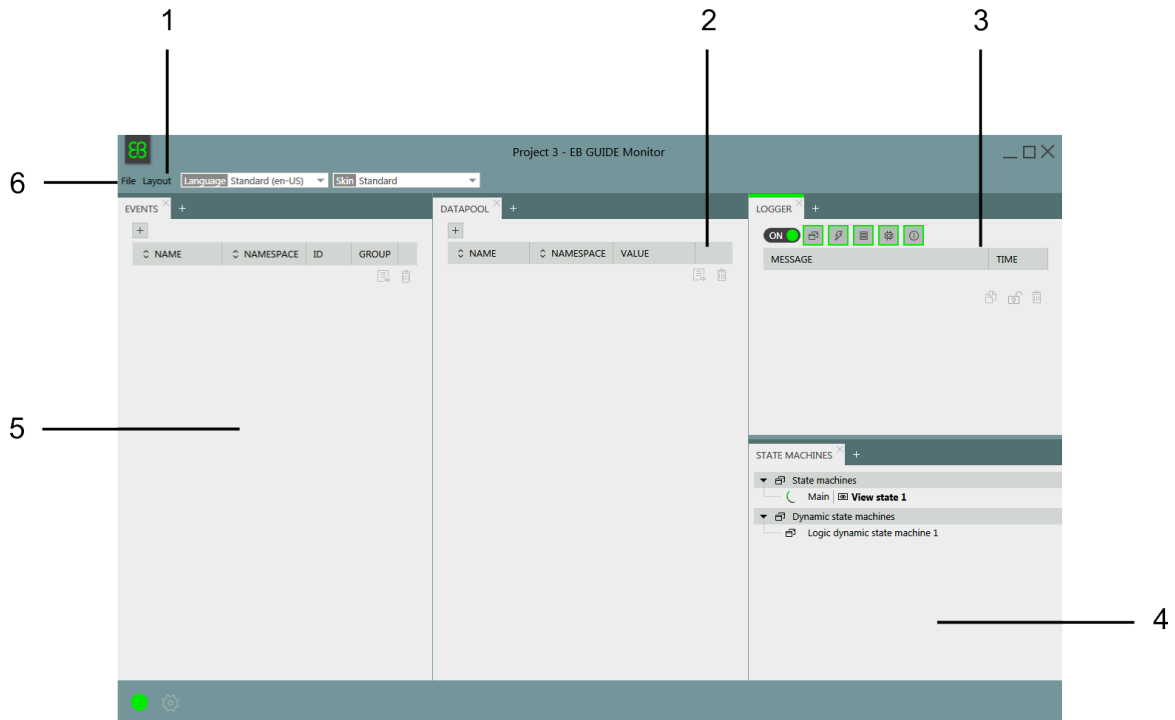 1 2 3
EB
Project 3 - EB GUIDE Monitor
6
File Layout Language Standard (en-US) Skin Standard
EVENTS × +
DATAPOOL × +
LOGGER × +
+
+
ON
NAME NAMESPACE ID GROUP
NAME NAMESPACE VALUE
MESSAGE TIME
5
STATE MACHINES × +
State machines
Main View state 1
Dynamic state machines
Logic dynamic state machine 1
4